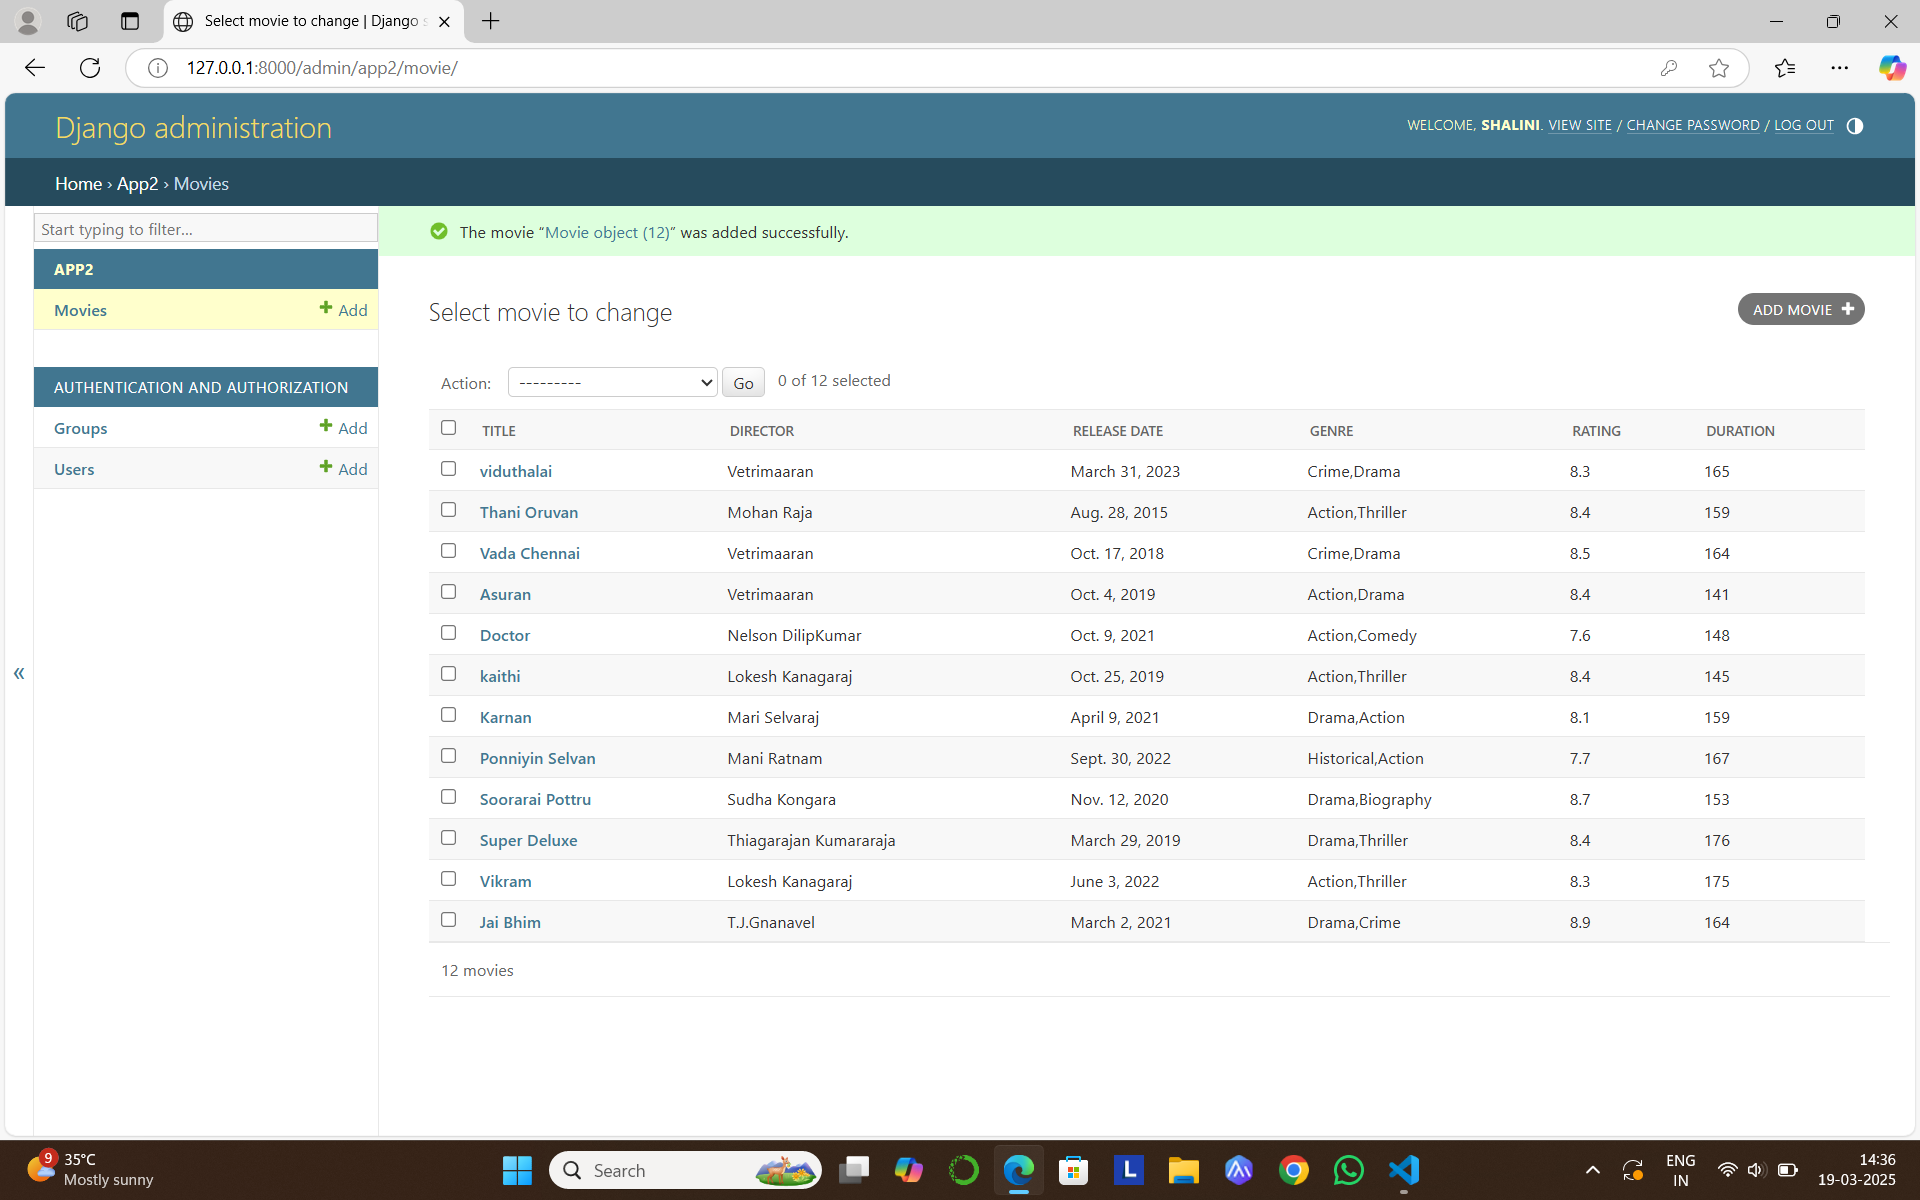 Select movie to change | Django s
127.0.0.1:8000/admin/app2/movie/
Django administration
WELCOME, SHALINI. VIEW SITE / CHANGE PASSWORD / LOG OUT
Home › App2 › Movies
Start typing to filter...
APP2
Movies Add
AUTHENTICATION AND AUTHORIZATION
Groups Add
Users Add
«
The movie “Movie object (12)” was added successfully.
Select movie to change
ADD MOVIE
Action: --------- Go 0 of 12 selected
TITLE DIRECTOR RELEASE DATE GENRE RATING DURATION
viduthalai Vetrimaaran March 31, 2023 Crime,Drama 8.3 165
Thani Oruvan Mohan Raja Aug. 28, 2015 Action,Thriller 8.4 159
Vada Chennai Vetrimaaran Oct. 17, 2018 Crime,Drama 8.5 164
Asuran Vetrimaaran Oct. 4, 2019 Action,Drama 8.4 141
Doctor Nelson DilipKumar Oct. 9, 2021 Action,Comedy 7.6 148
kaithi Lokesh Kanagaraj Oct. 25, 2019 Action,Thriller 8.4 145
Karnan Mari Selvaraj April 9, 2021 Drama,Action 8.1 159
Ponniyin Selvan Mani Ratnam Sept. 30, 2022 Historical,Action 7.7 167
Soorarai Pottru Sudha Kongara Nov. 12, 2020 Drama,Biography 8.7 153
Super Deluxe Thiagarajan Kumararaja March 29, 2019 Drama,Thriller 8.4 176
Vikram Lokesh Kanagaraj June 3, 2022 Action,Thriller 8.3 175
Jai Bhim T.J.Gnanavel March 2, 2021 Drama,Crime 8.9 164
12 movies
9
35°C
Mostly sunny
Search
L
ENG
IN
14:36
19-03-2025